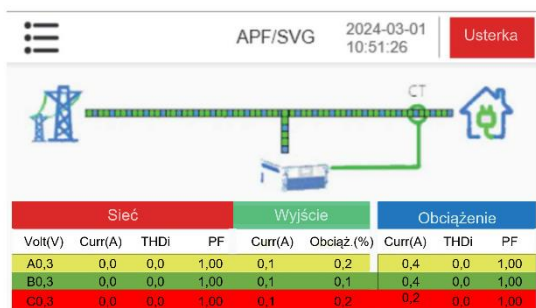 APF/SVG
2024-03-01
10:51:26
Usterka
CT
Sieć Wyjście Obciążenie
Volt(V) Curr(A) THDi PF Curr(A) Obciąż.(%) Curr(A) THDi PF
A0,3 0,0 0,0 1,00 0,1 0,2 0,4 0,0 1,00
B0,3 0,0 0,0 1,00 0,1 0,1 0,4 0,0 1,00
C0,3 0,0 0,0 1,00 0,1 0,2 0,2 0,0 1,00